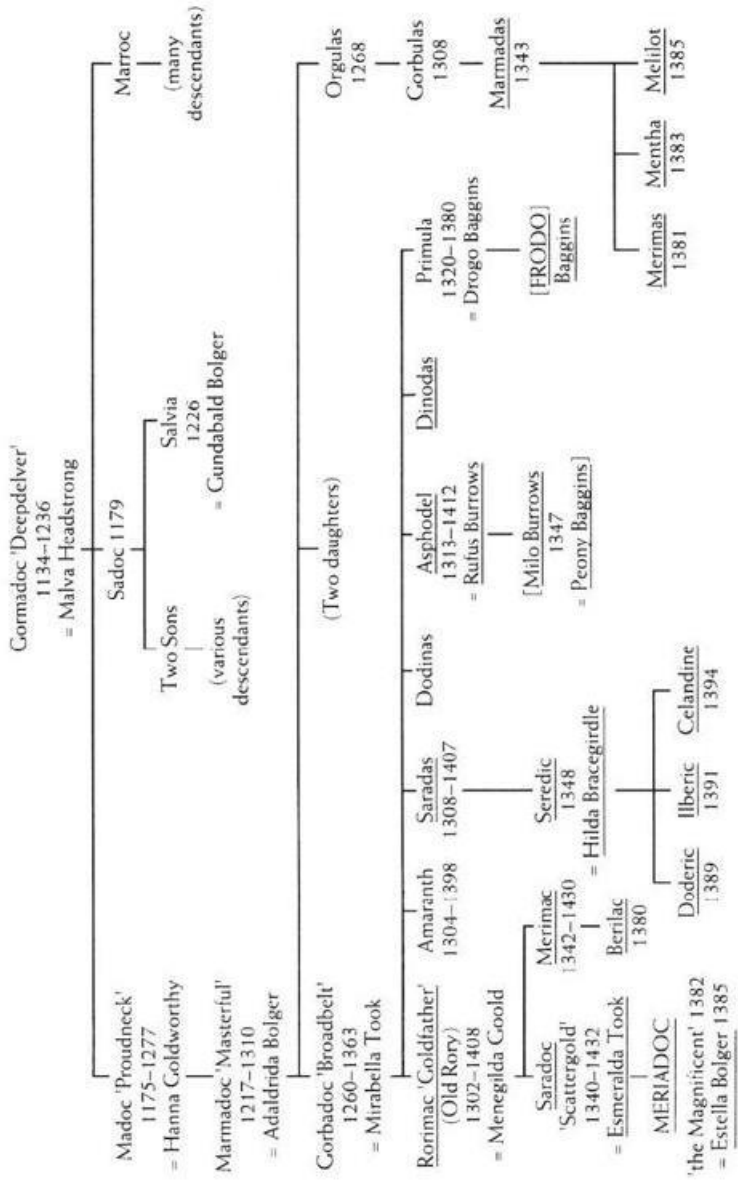 Gormadoc 'Deepdelver'
1134–1236
= Malva Headstrong
Madoc 'Proudneck'
1175–1277
= Hanna Goldworthy
Sadoc 1179
Marroc
(many
descendants)
Two Sons
(various
descendants)
Salvia
1226
= Gundabald Bolger
Marmadoc 'Masterful'
1217–1310
= Adaldrida Bolger
Gorbadoc 'Broadbelt'
1260–1363
= Mirabella Took
(Two daughters)
Orgulas
1268
Gorbulas
1308
Marmadas
1343
Rorimac 'Goldfather'
(Old Rory)
1302–1408
= Menegilda Goold
Amaranth
1304–1398
Saradas
1308–1407
Dodinas
Asphodel
1313–1412
= Rufus Burrows
Dinodas
Primula
1320–1380
= Drogo Baggins
Saradoc
'Scattergold'
1340–1432
= Esmeralda Took
Merimac
1342–1430
Seredic
1348
= Hilda Bracegirdle
[Milo Burrows
1347
= Peony Baggins]
[FRODO]
Baggins
MERIADOC
'the Magnificent' 1382
= Estella Bolger 1385
Berilac
1380
Doderic
1389
Ilberic
1391
Celandine
1394
Merimas
1381
Mentha
1383
Melilot
1385